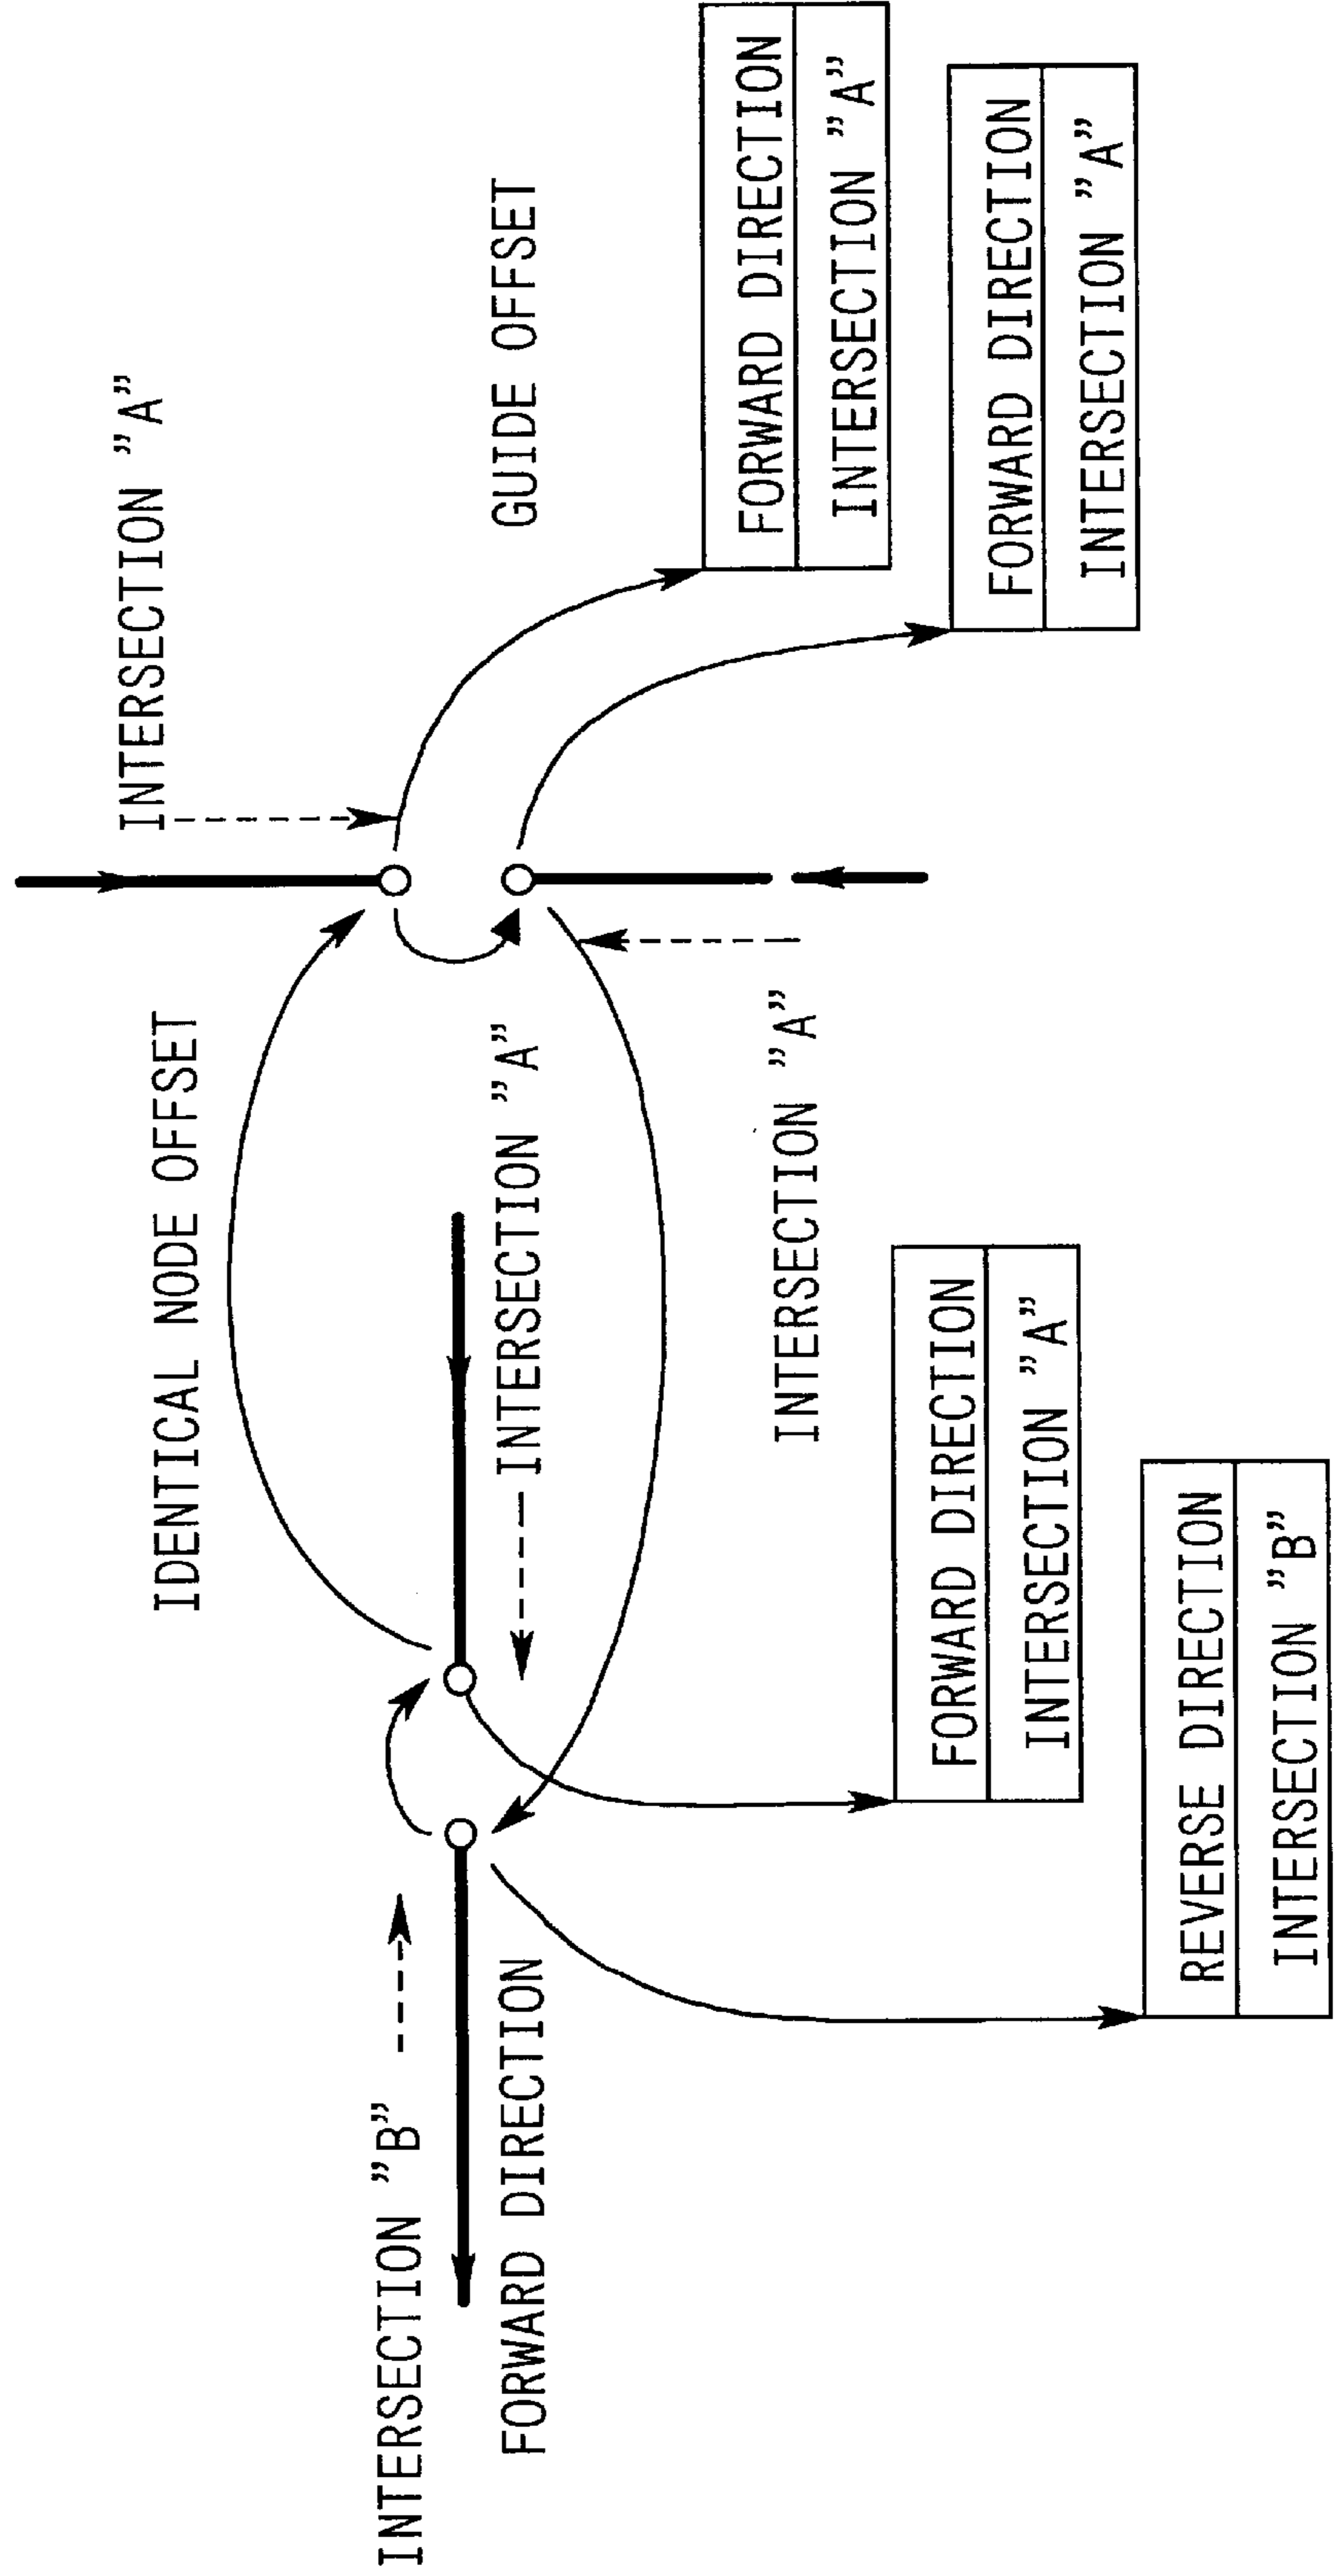 INTERSECTION ”A”
IDENTICAL NODE OFFSET
INTERSECTION ”B”
FORWARD DIRECTION
INTERSECTION ”A”
GUIDE OFFSET
INTERSECTION ”A”
FORWARD DIRECTION
INTERSECTION ”A”
FORWARD DIRECTION
INTERSECTION ”A”
FORWARD DIRECTION
INTERSECTION ”A”
REVERSE DIRECTION
INTERSECTION ”B”